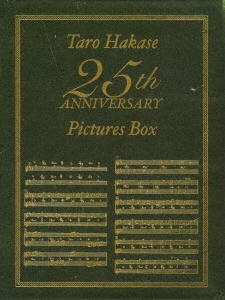 Taro Hakase
25th
ANNIVERSARY
Pictures Box